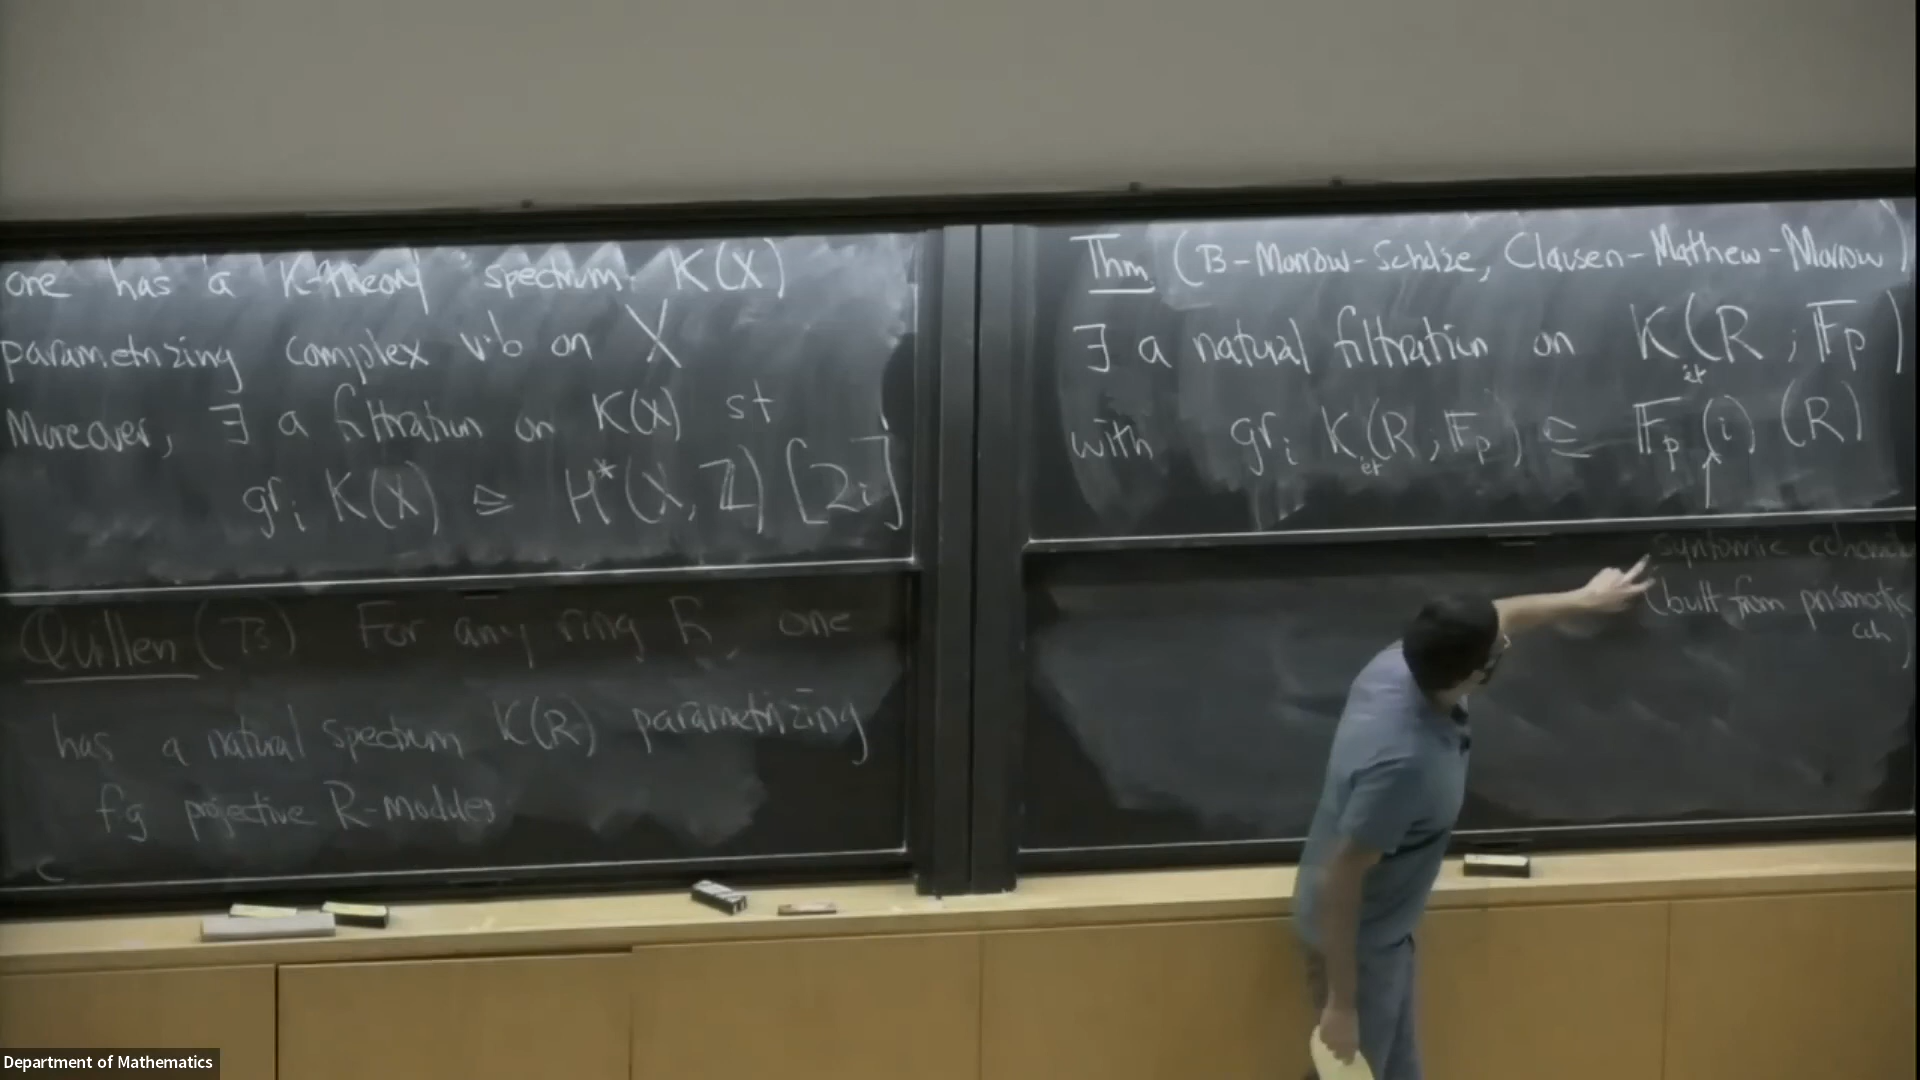 one has a K-theory spectrum K(X)
parametrizing complex v.b on X
Moreover, ∃ a filtration on K(X) st
gr_i K(X) ≃ H*(X, ℤ)[2i]
Quillen (73) For any ring R, one
has a natural spectrum K(R) parametrizing
f.g projective R-modules
Thm (B-Morrow-Scholze, Clausen-Mathew-Morrow)
∃ a natural filtration on K_ét(R; 𝔽_p)
with gr_i K_ét(R; 𝔽_p) ≃ 𝔽_p(i)(R)
↑
syntomic
(built from prismatic
coh)
Department of Mathematics